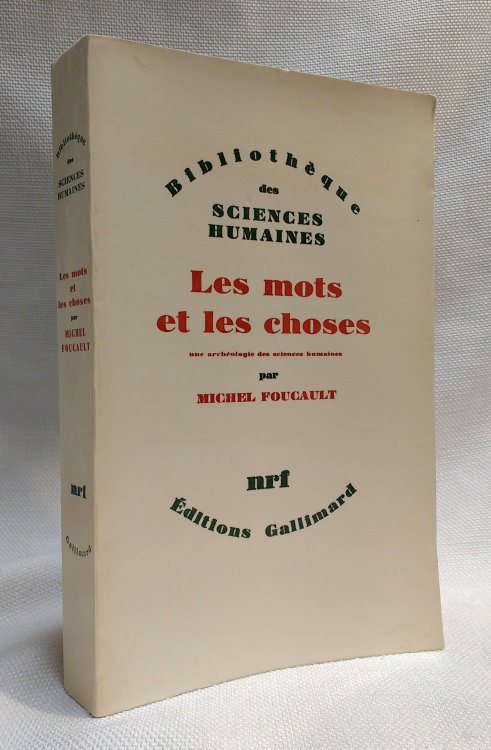 Bibliothèque
des
SCIENCES
HUMAINES
Les mots
et
les choses
par
MICHEL
FOUCAULT
nrf
Gallimard
Bibliothèque
des
SCIENCES
HUMAINES
Les mots
et les choses
une archéologie des sciences humaines
par
MICHEL FOUCAULT
nrf
Éditions Gallimard